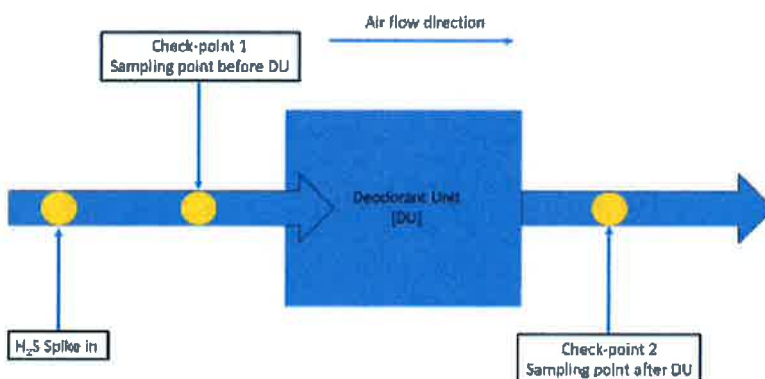 Air flow direction
Check-point 1
Sampling point before DU
Deodorant Unit
[DU]
H₂S Spike in
Check-point 2
Sampling point after DU